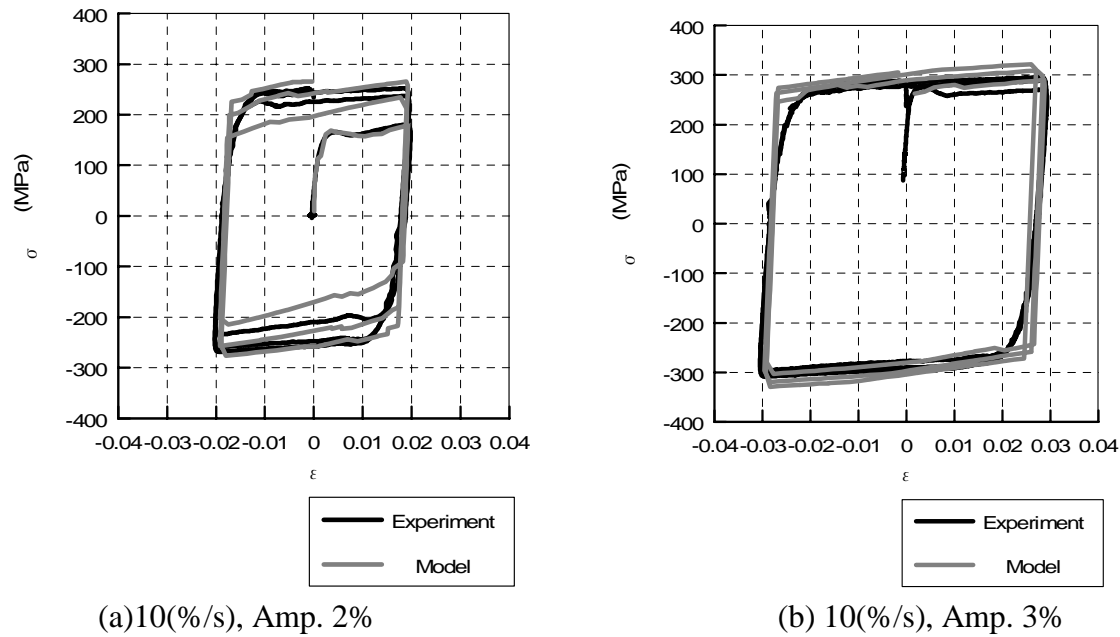 400
300
200
100
0
-100
-200
-300
-400
(MPa)
σ
-0.04-0.03-0.02-0.01 0 0.01 0.02 0.03 0.04
ε
Experiment
Model
(a)10(%/s), Amp. 2%
400
300
200
100
0
-100
-200
-300
-400
(MPa)
σ
-0.04-0.03-0.02-0.01 0 0.01 0.02 0.03 0.04
ε
Experiment
Model
(b) 10(%/s), Amp. 3%